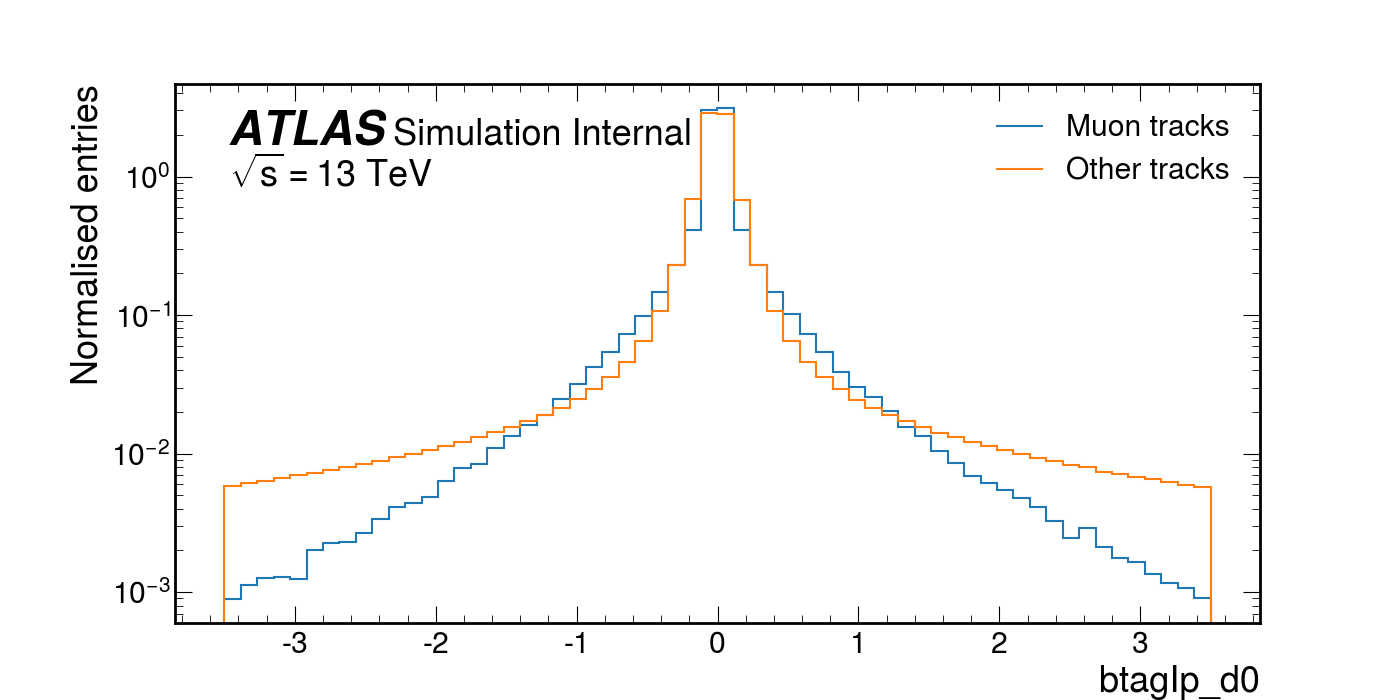 Normalised entries
ATLAS Simulation Internal
√s = 13 TeV
Muon tracks
Other tracks
10⁰
10⁻¹
10⁻²
10⁻³
-3 -2 -1 0 1 2 3
btagIp_d0